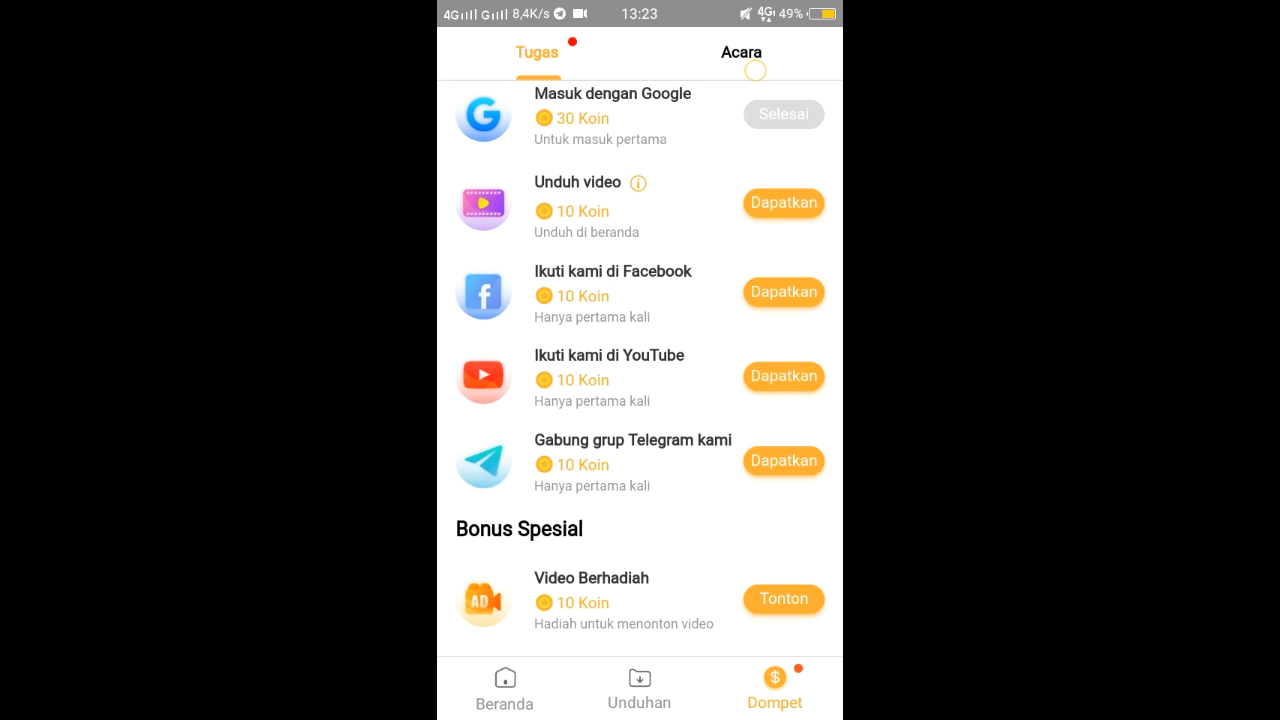 4G G 8,4K/s 13:23 4G 49%
Tugas Acara
Masuk dengan Google
30 Koin
Untuk masuk pertama
Selesai
Unduh video
10 Koin
Unduh di beranda
Dapatkan
Ikuti kami di Facebook
10 Koin
Hanya pertama kali
Dapatkan
Ikuti kami di YouTube
10 Koin
Hanya pertama kali
Dapatkan
Gabung grup Telegram kami
10 Koin
Hanya pertama kali
Dapatkan
Bonus Spesial
AD
Video Berhadiah
10 Koin
Hadiah untuk menonton video
Tonton
Beranda Unduhan Dompet